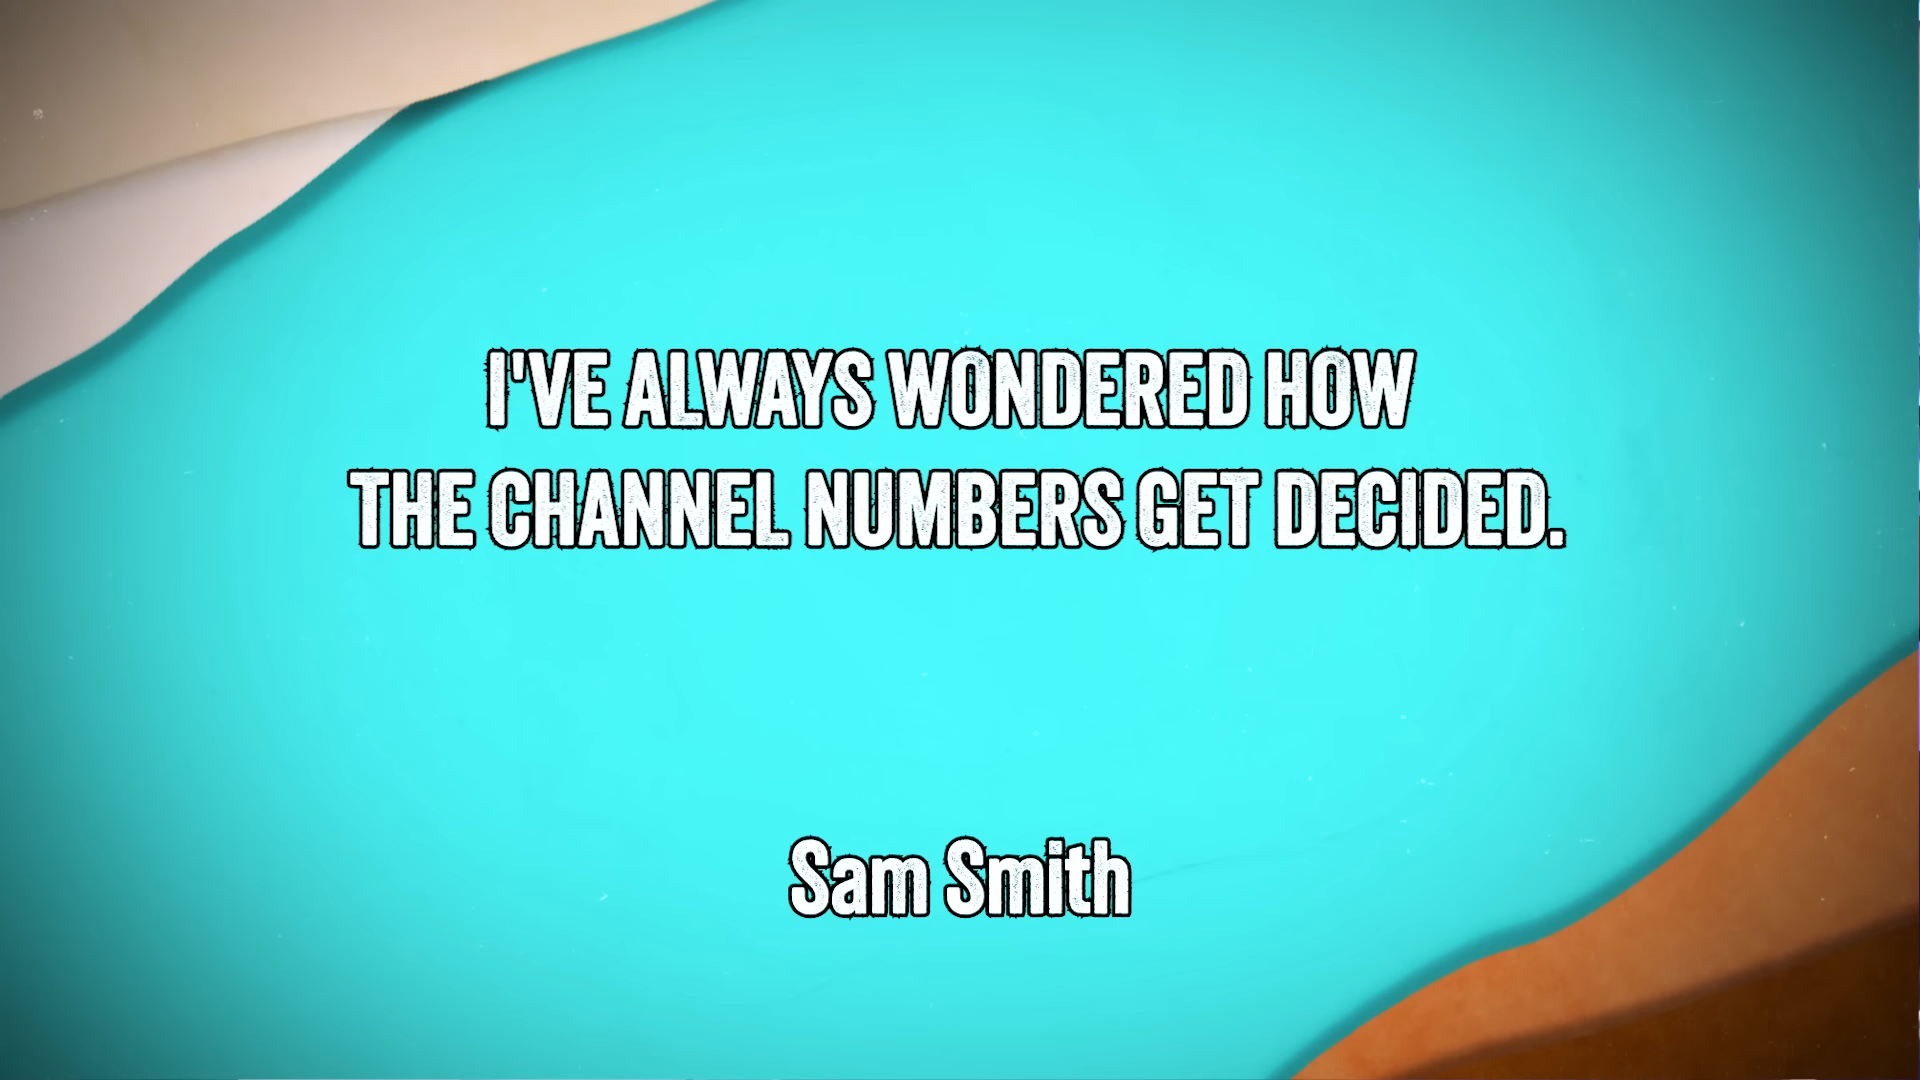 I'VE ALWAYS WONDERED HOW
THE CHANNEL NUMBERS GET DECIDED.
Sam Smith